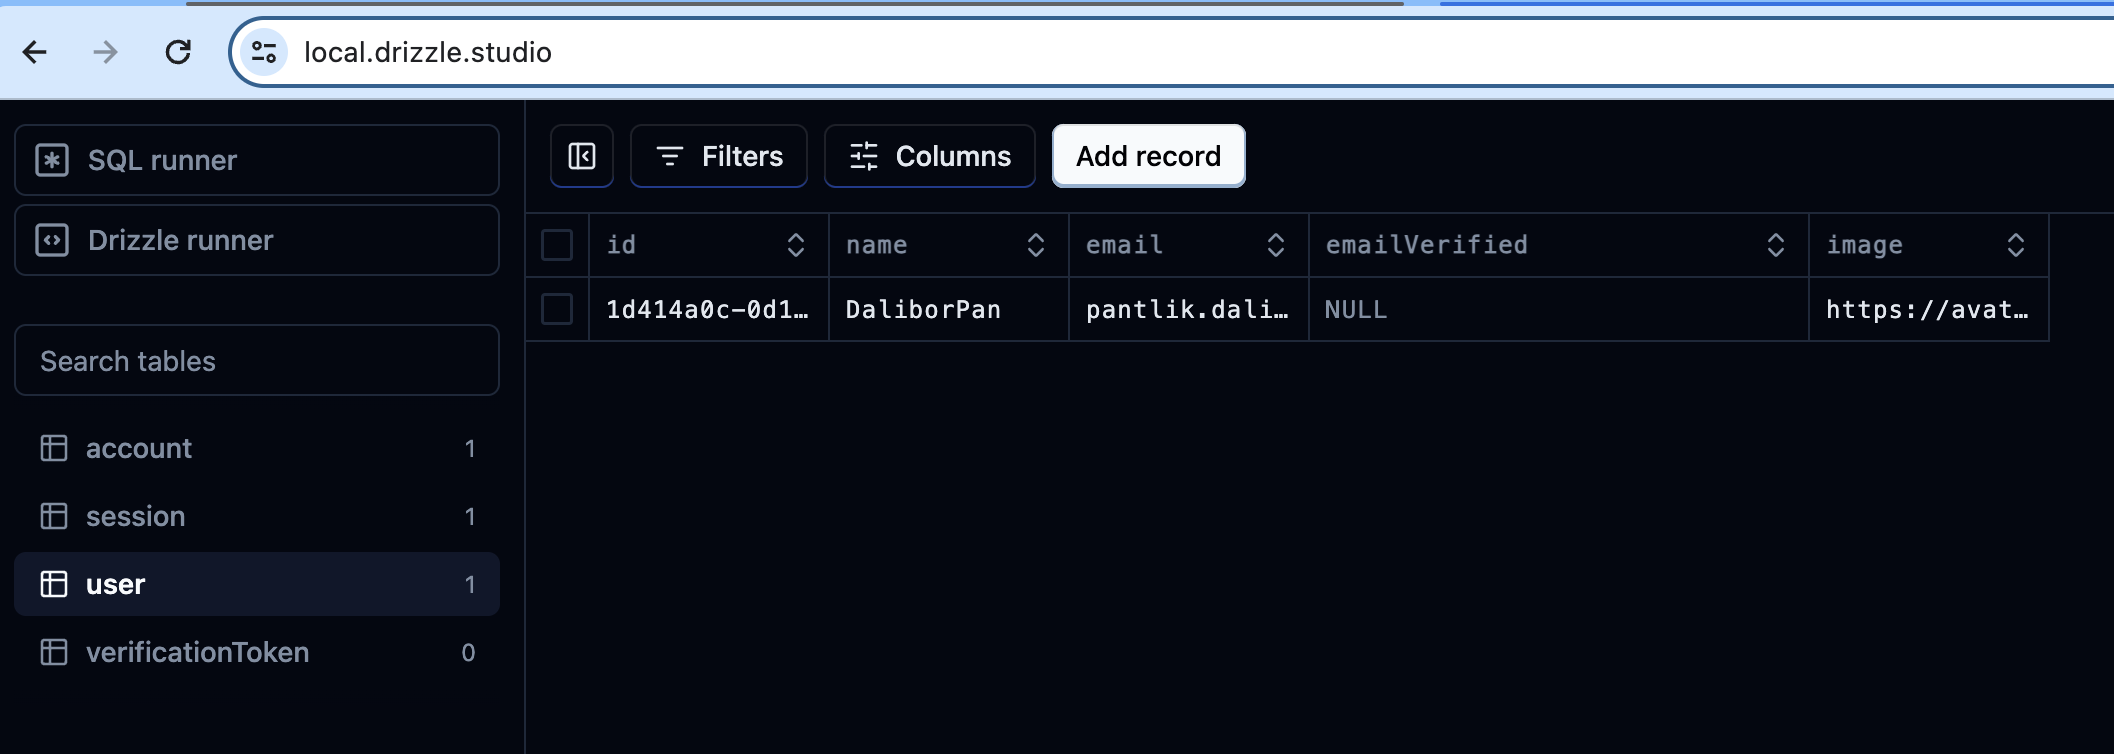 local.drizzle.studio
SQL runner
Drizzle runner
Search tables
account 1
session 1
user 1
verificationToken 0
Filters Columns Add record
id name email emailVerified image
1d414a0c-0d1… DaliborPan pantlik.dali… NULL https://avat…